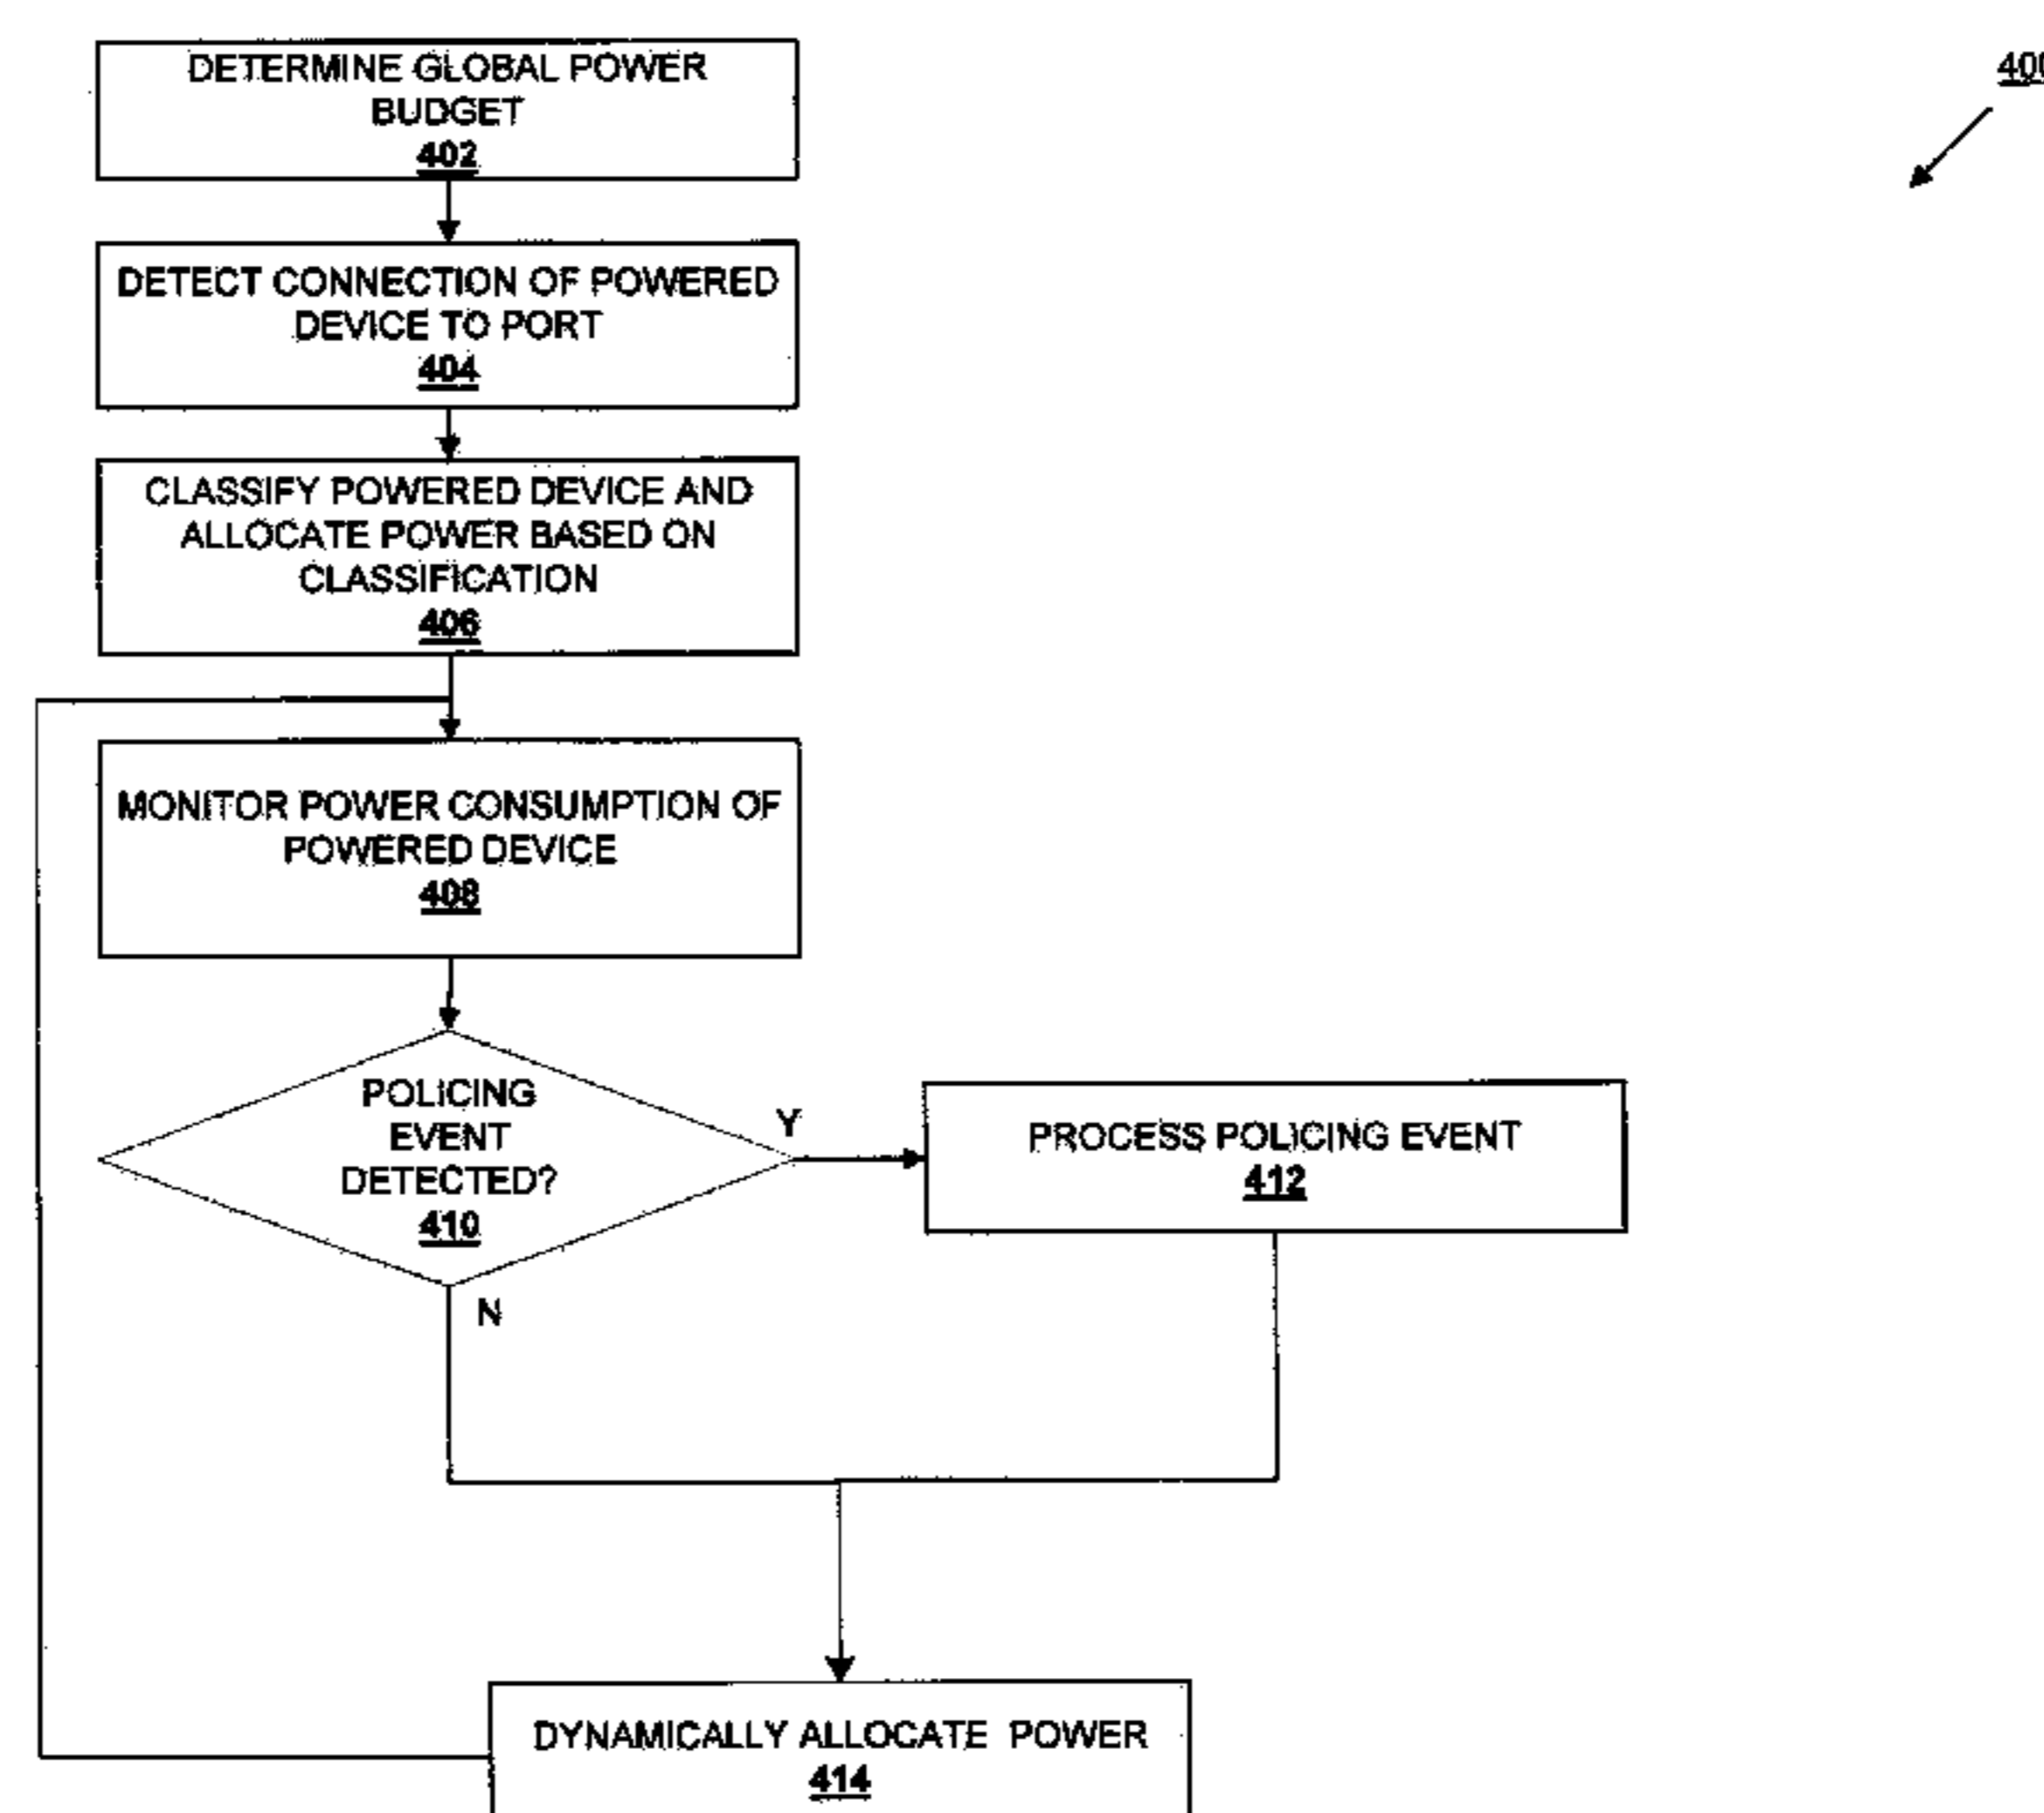 DETERMINE GLOBAL POWER
BUDGET
402
400
DETECT CONNECTION OF POWERED
DEVICE TO PORT
404
CLASSIFY POWERED DEVICE AND
ALLOCATE POWER BASED ON
CLASSIFICATION
406
MONITOR POWER CONSUMPTION OF
POWERED DEVICE
408
POLICING
EVENT
DETECTED?
410
Y
N
PROCESS POLICING EVENT
412
DYNAMICALLY ALLOCATE POWER
414